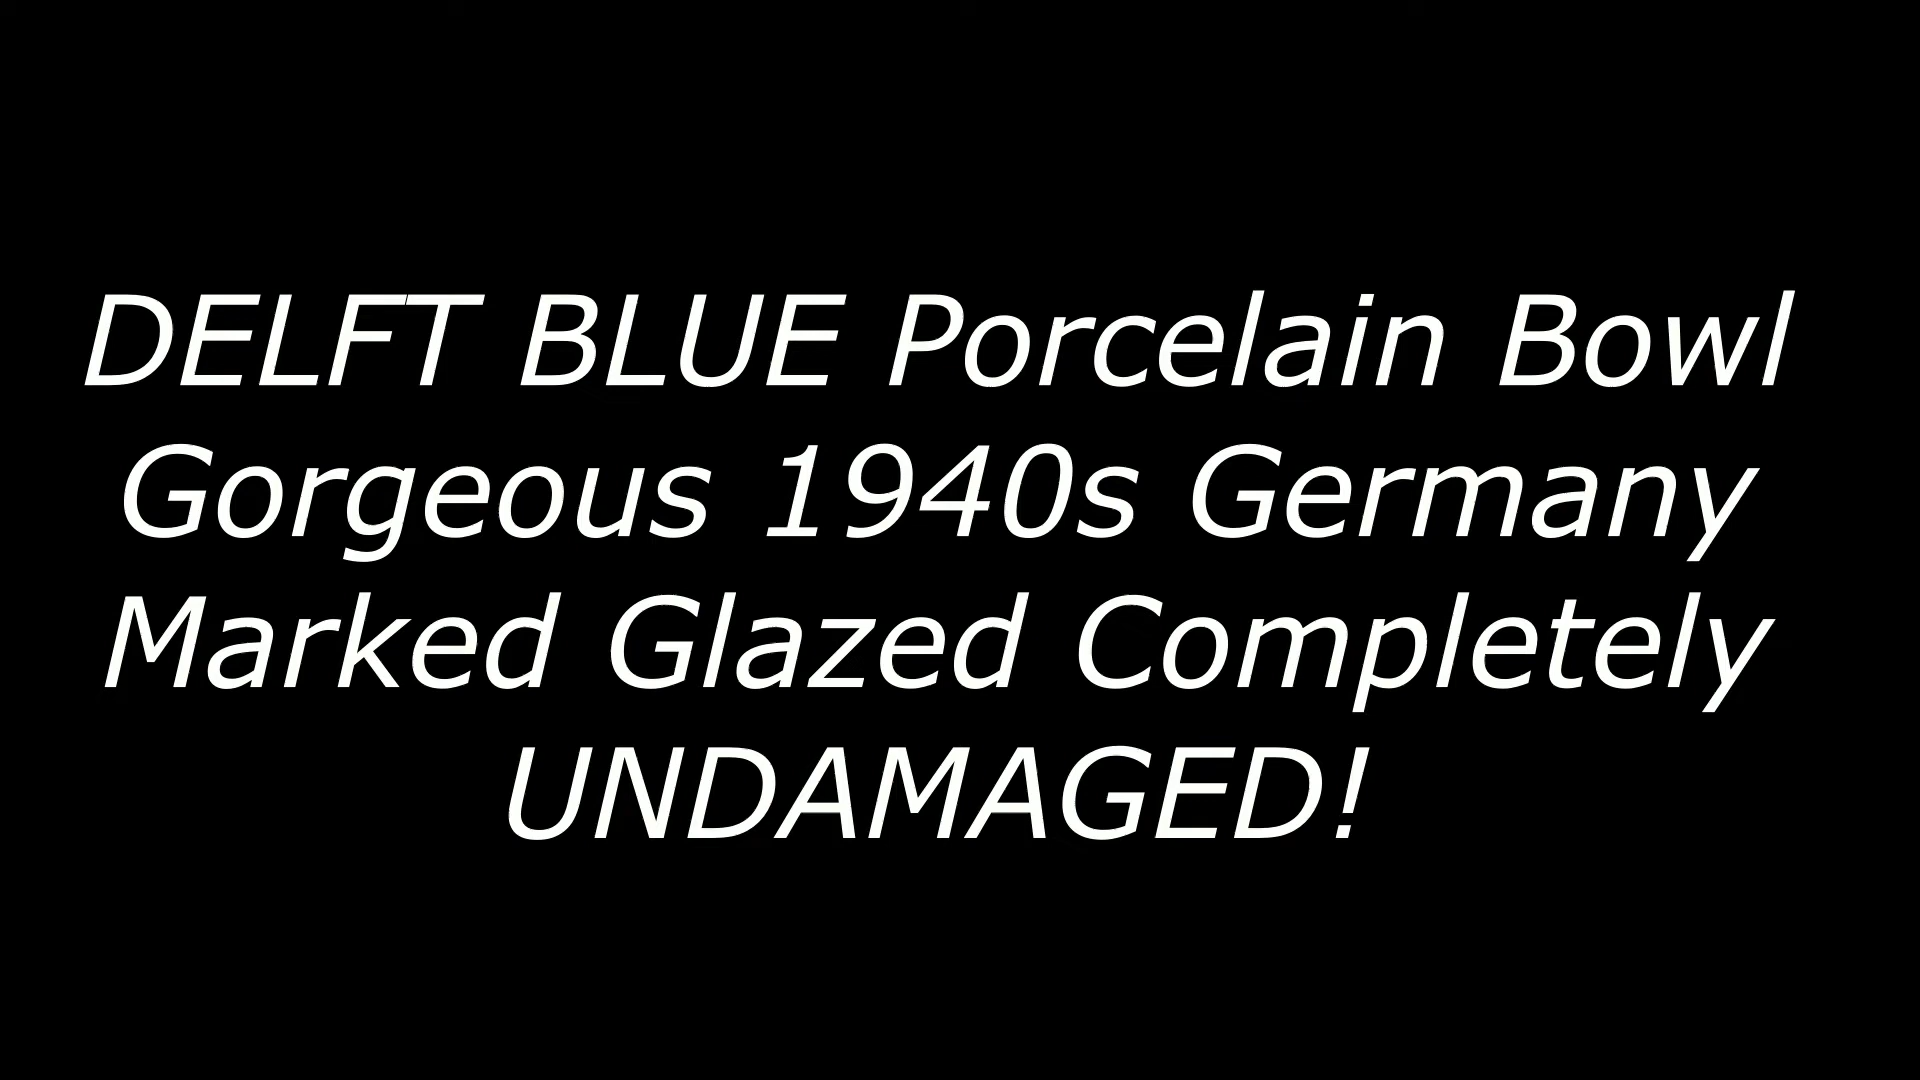 DELFT BLUE Porcelain Bowl
Gorgeous 1940s Germany
Marked Glazed Completely
UNDAMAGED!